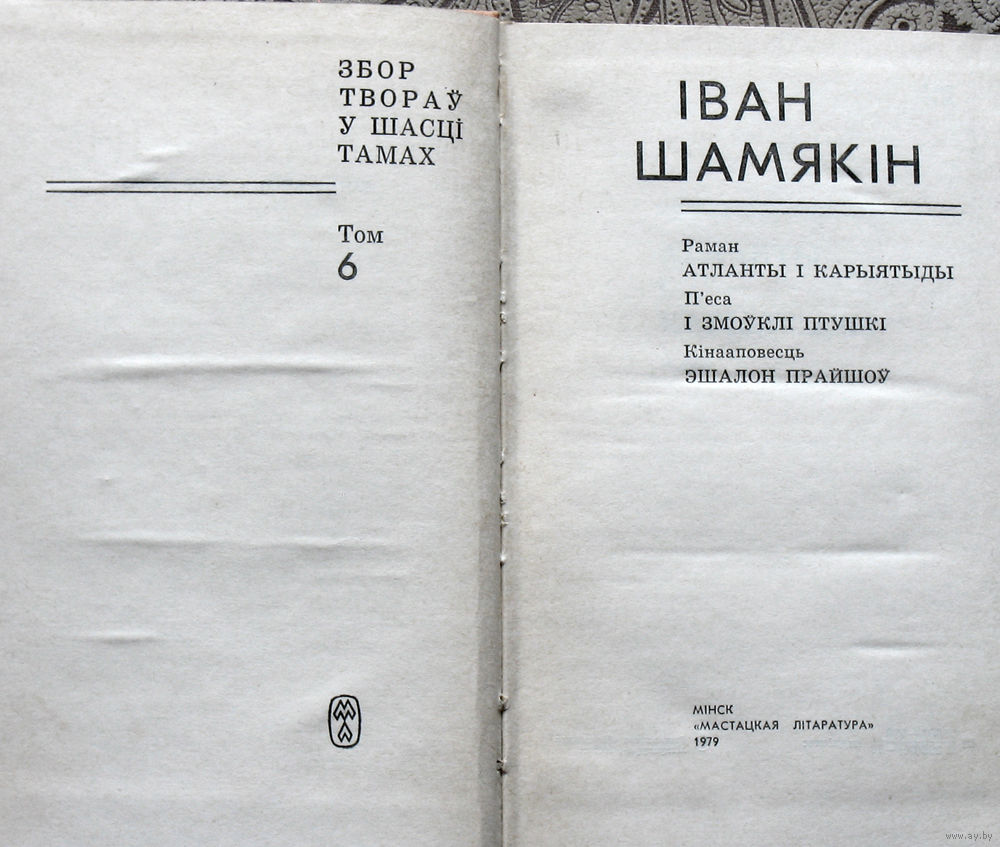 ЗБОР
ТВОРАЎ
У ШАСЦІ
ТАМАХ
Том
6
ІВАН
ШАМЯКІН
Раман
АТЛАНТЫ І КАРЫЯТЫДЫ
П'еса
І ЗМОЎКЛІ ПТУШКІ
Кінааповесць
ЭШАЛОН ПРАЙШОЎ
МІНСК
«МАСТАЦКАЯ ЛІТАРАТУРА»
1979
www.ay.by